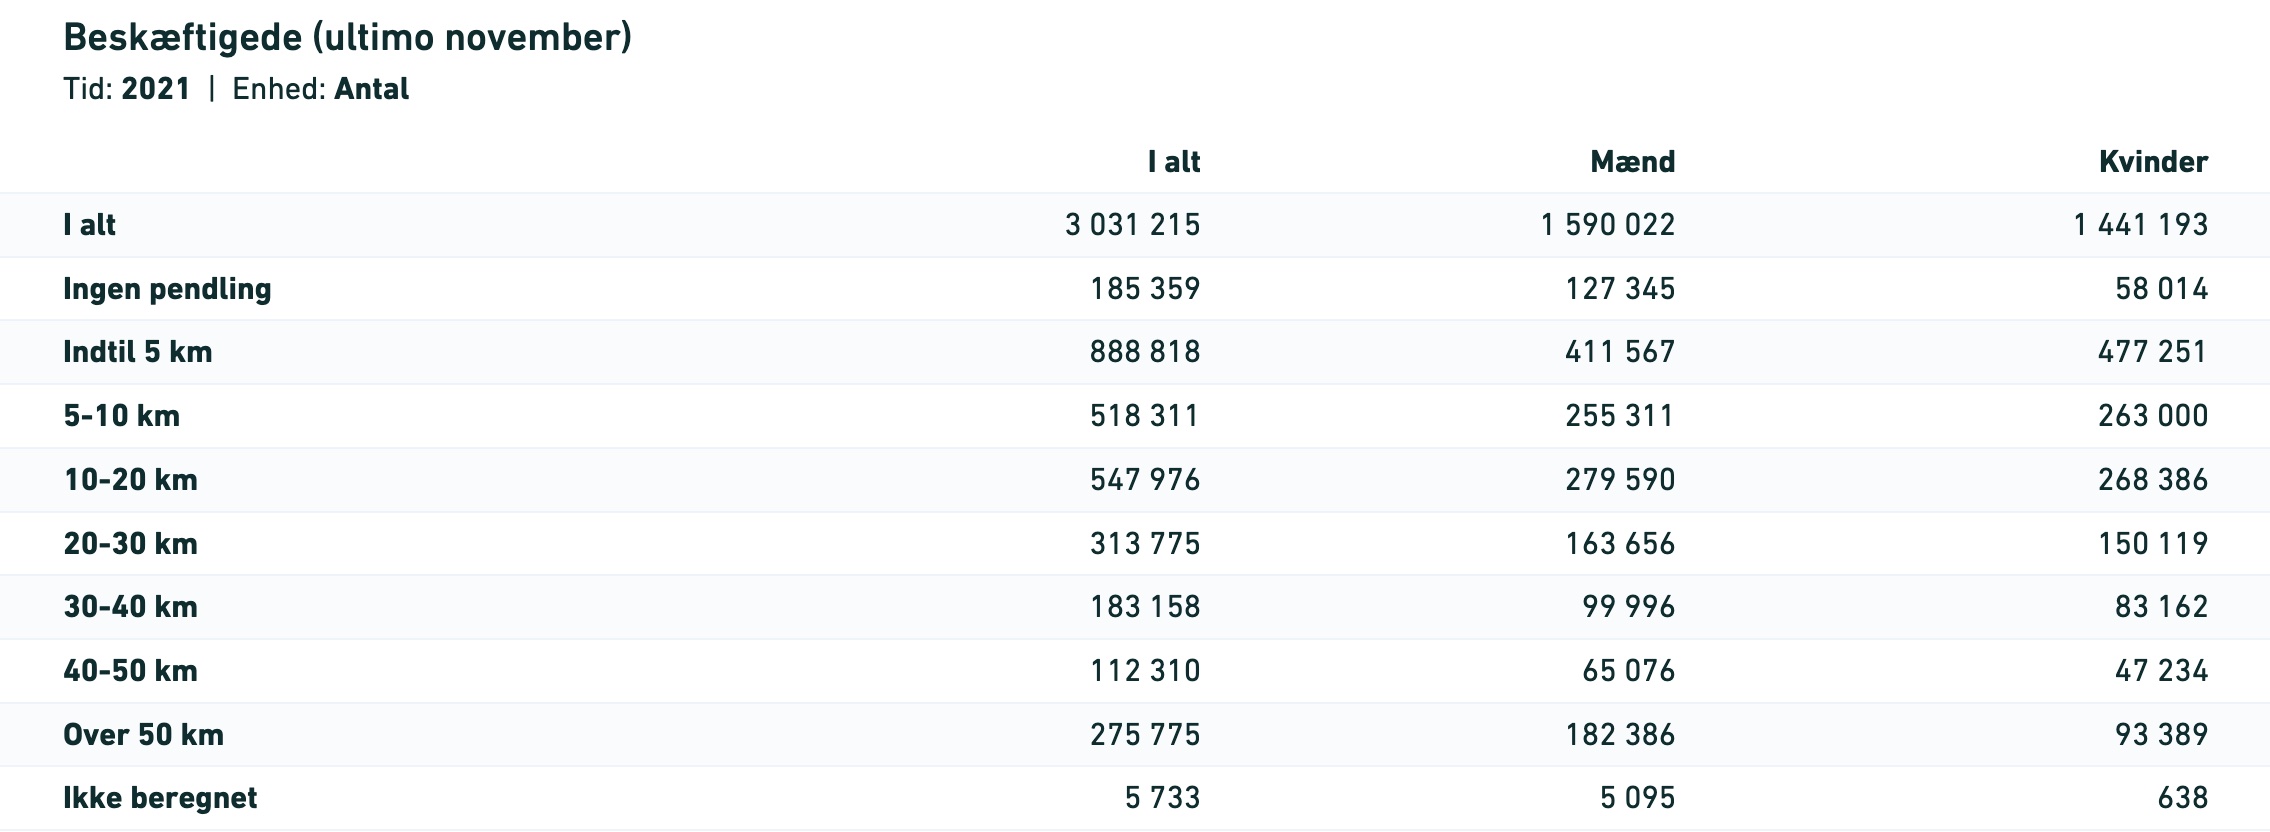 Beskæftigede (ultimo november)
Tid: 2021 | Enhed: Antal
I alt Mænd Kvinder
I alt 3 031 215 1 590 022 1 441 193
Ingen pendling 185 359 127 345 58 014
Indtil 5 km 888 818 411 567 477 251
5-10 km 518 311 255 311 263 000
10-20 km 547 976 279 590 268 386
20-30 km 313 775 163 656 150 119
30-40 km 183 158 99 996 83 162
40-50 km 112 310 65 076 47 234
Over 50 km 275 775 182 386 93 389
Ikke beregnet 5 733 5 095 638